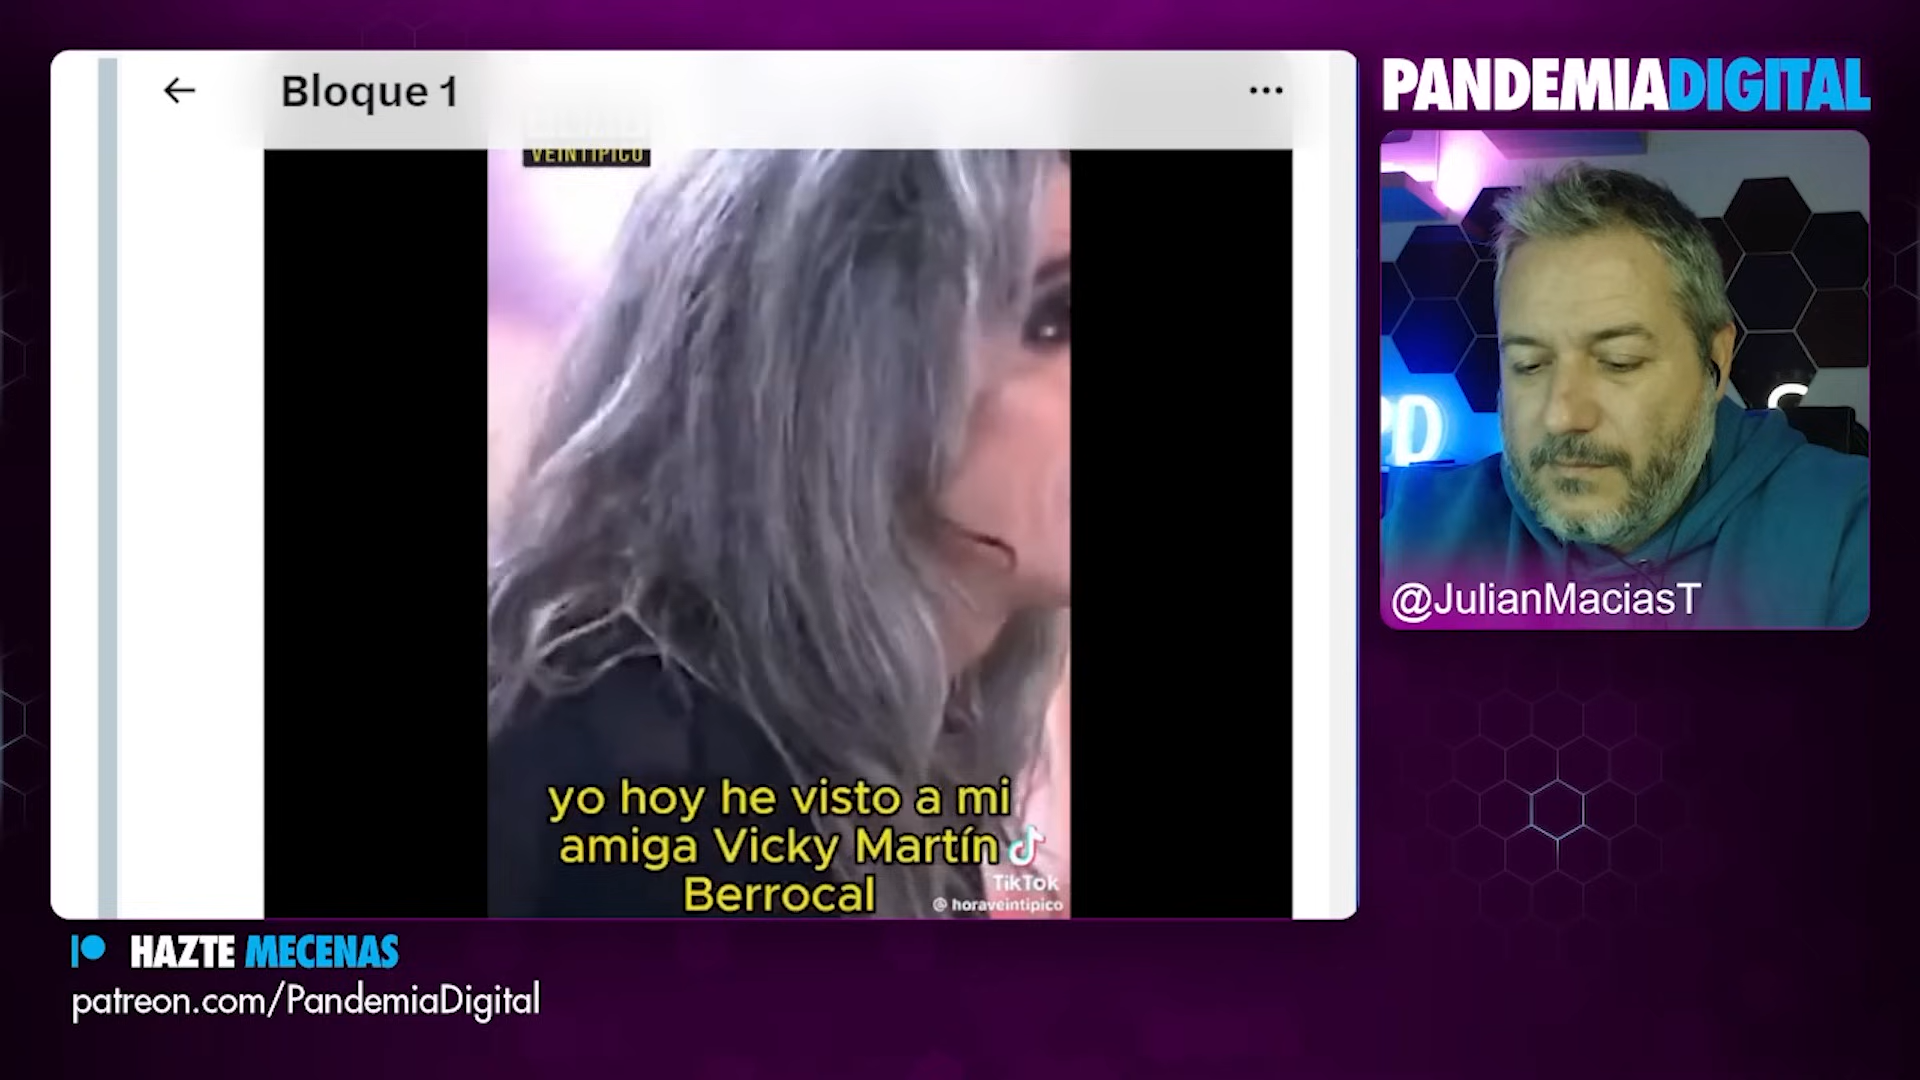 Bloque 1
VEINTIPICO
yo hoy he visto a mi
amiga Vicky Martín
Berrocal
TikTok
@ horaveintipico
PANDEMIADIGITAL
PD
@JulianMaciasT
HAZTE MECENAS
patreon.com/PandemiaDigital